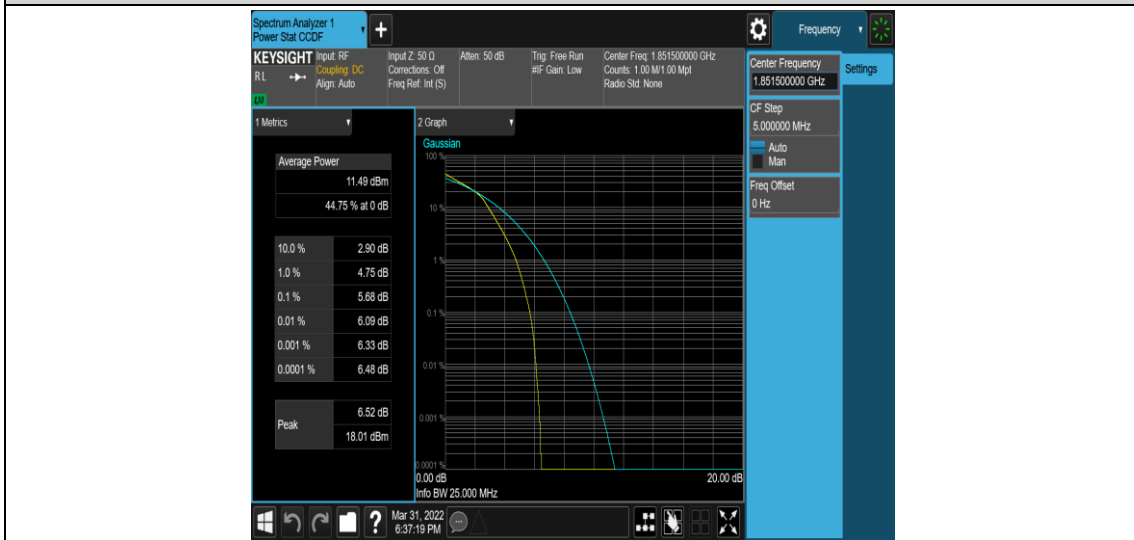 Spectrum Analyzer 1
Power Stat CCDF
Frequency
KEYSIGHT
RL
LNI
Input: RF
Coupling: DC
Align: Auto
Input Z: 50 Ω
Corrections: Off
Freq Ref: Int (S)
Atten: 50 dB
Trig: Free Run
#IF Gain: Low
Center Freq: 1.851500000 GHz
Counts: 1.00 M/1.00 Mpt
Radio Std: None
Center Frequency
1.851500000 GHz
Settings
CF Step
5.000000 MHz
Auto
Man
Freq Offset
0 Hz
1 Metrics
Average Power
11.49 dBm
44.75 % at 0 dB
10.0 % 2.90 dB
1.0 % 4.75 dB
0.1 % 5.68 dB
0.01 % 6.09 dB
0.001 % 6.33 dB
0.0001 % 6.48 dB
Peak 6.52 dB
18.01 dBm
2 Graph
Gaussian
100 %
10 %
1 %
0.1 %
0.01 %
0.001 %
0.0001 %
0.00 dB 20.00 dB
Info BW 25.000 MHz
Mar 31, 2022
6:37:19 PM